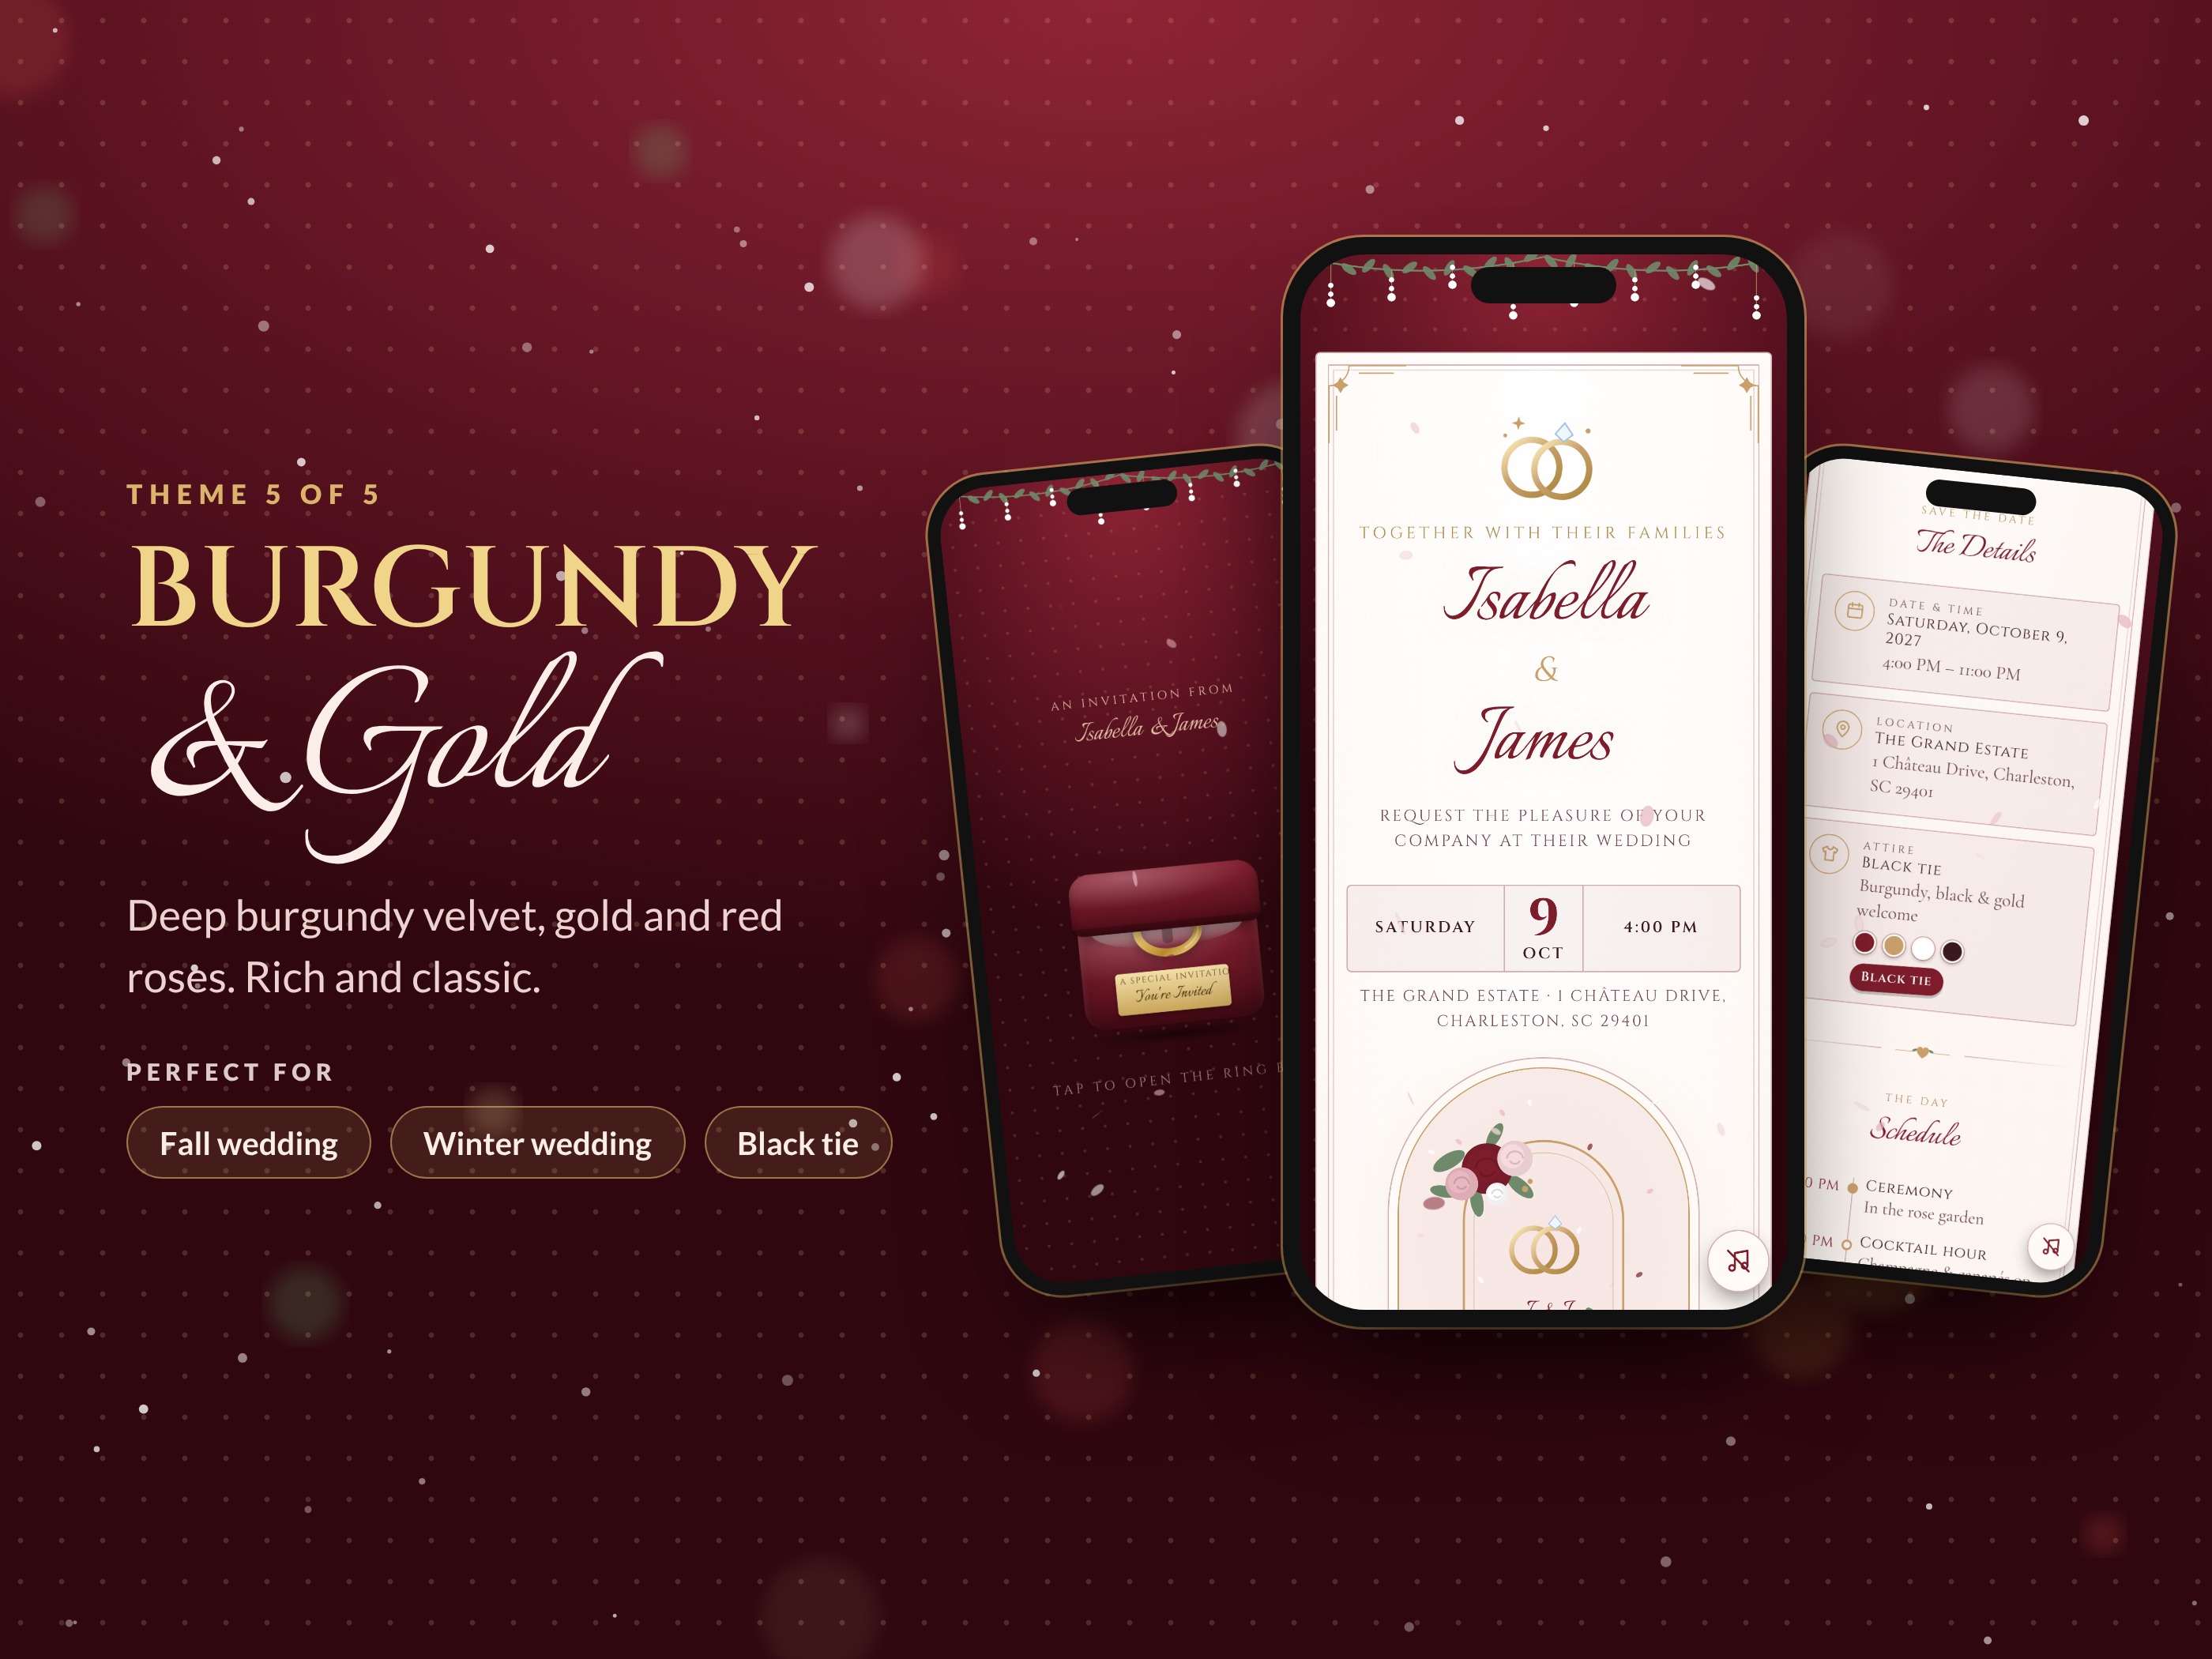 THEME 5 OF 5
BURGUNDY
& Gold
Deep burgundy velvet, gold and red
roses. Rich and classic.
PERFECT FOR
Fall wedding
Winter wedding
Black tie
AN INVITATION FROM
Isabella & James
A SPECIAL INVITATIO
You're Invited
TAP TO OPEN THE RING B
TOGETHER WITH THEIR FAMILIES
Isabella
&
James
REQUEST THE PLEASURE OF YOUR
COMPANY AT THEIR WEDDING
SATURDAY
9
OCT
4:00 PM
THE GRAND ESTATE · 1 CHÂTEAU DRIVE,
CHARLESTON, SC 29401
SAVE THE DATE
The Details
DATE & TIME
SATURDAY, OCTOBER 9,
2027
4:00 PM – 11:00 PM
LOCATION
THE GRAND ESTATE
1 Château Drive, Charleston,
SC 29401
ATTIRE
BLACK TIE
Burgundy, black & gold
welcome
BLACK TIE
THE DAY
Schedule
0 PM
CEREMONY
In the rose garden
PM
COCKTAIL HOUR